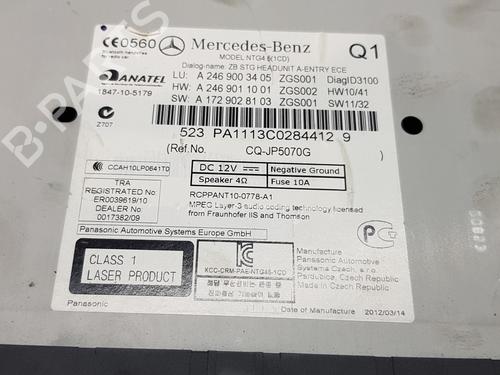 CE0560 Mercedes-Benz Q1
MODEL NTG4.5(1CD)
Bluetooth handsfree for car only
Dialog-name: ZB STG HEADUNIT A-ENTRY ECE
ANATEL
LU: A 246 900 34 05 ZGS001 DiagID3100
HW: A 246 901 10 01 ZGS002 HW10/41
SW: A 172 902 81 03 ZGS001 SW11/32
1847-10-5179
N
Z707
523 PA1113C0284412 9
(Ref.No. CQ-JP5070G
CCAH10LP0641T0
DC 12V
Negative Ground
Speaker 4Ω
Fuse 10A
TRA
REGISTRATED No
ER0039619/10
DEALER No
0017382/09
RCPPANT10-0778-A1
MPEG Layer-3 audio coding technology licensed
from Fraunhofer IIS and Thomson
Panasonic Automotive Systems Europe GmbH
CLASS 1
LASER PRODUCT
KCC-CRM-PAE-NTG45-1CD
Manufacture
Panasonic Automotive
Systems Czech, s.r.o.
Pardubice, Czech Republic
Made in Czech Republic
Panasonic
Date of Manufacture 2012/03/14
B-PARTS